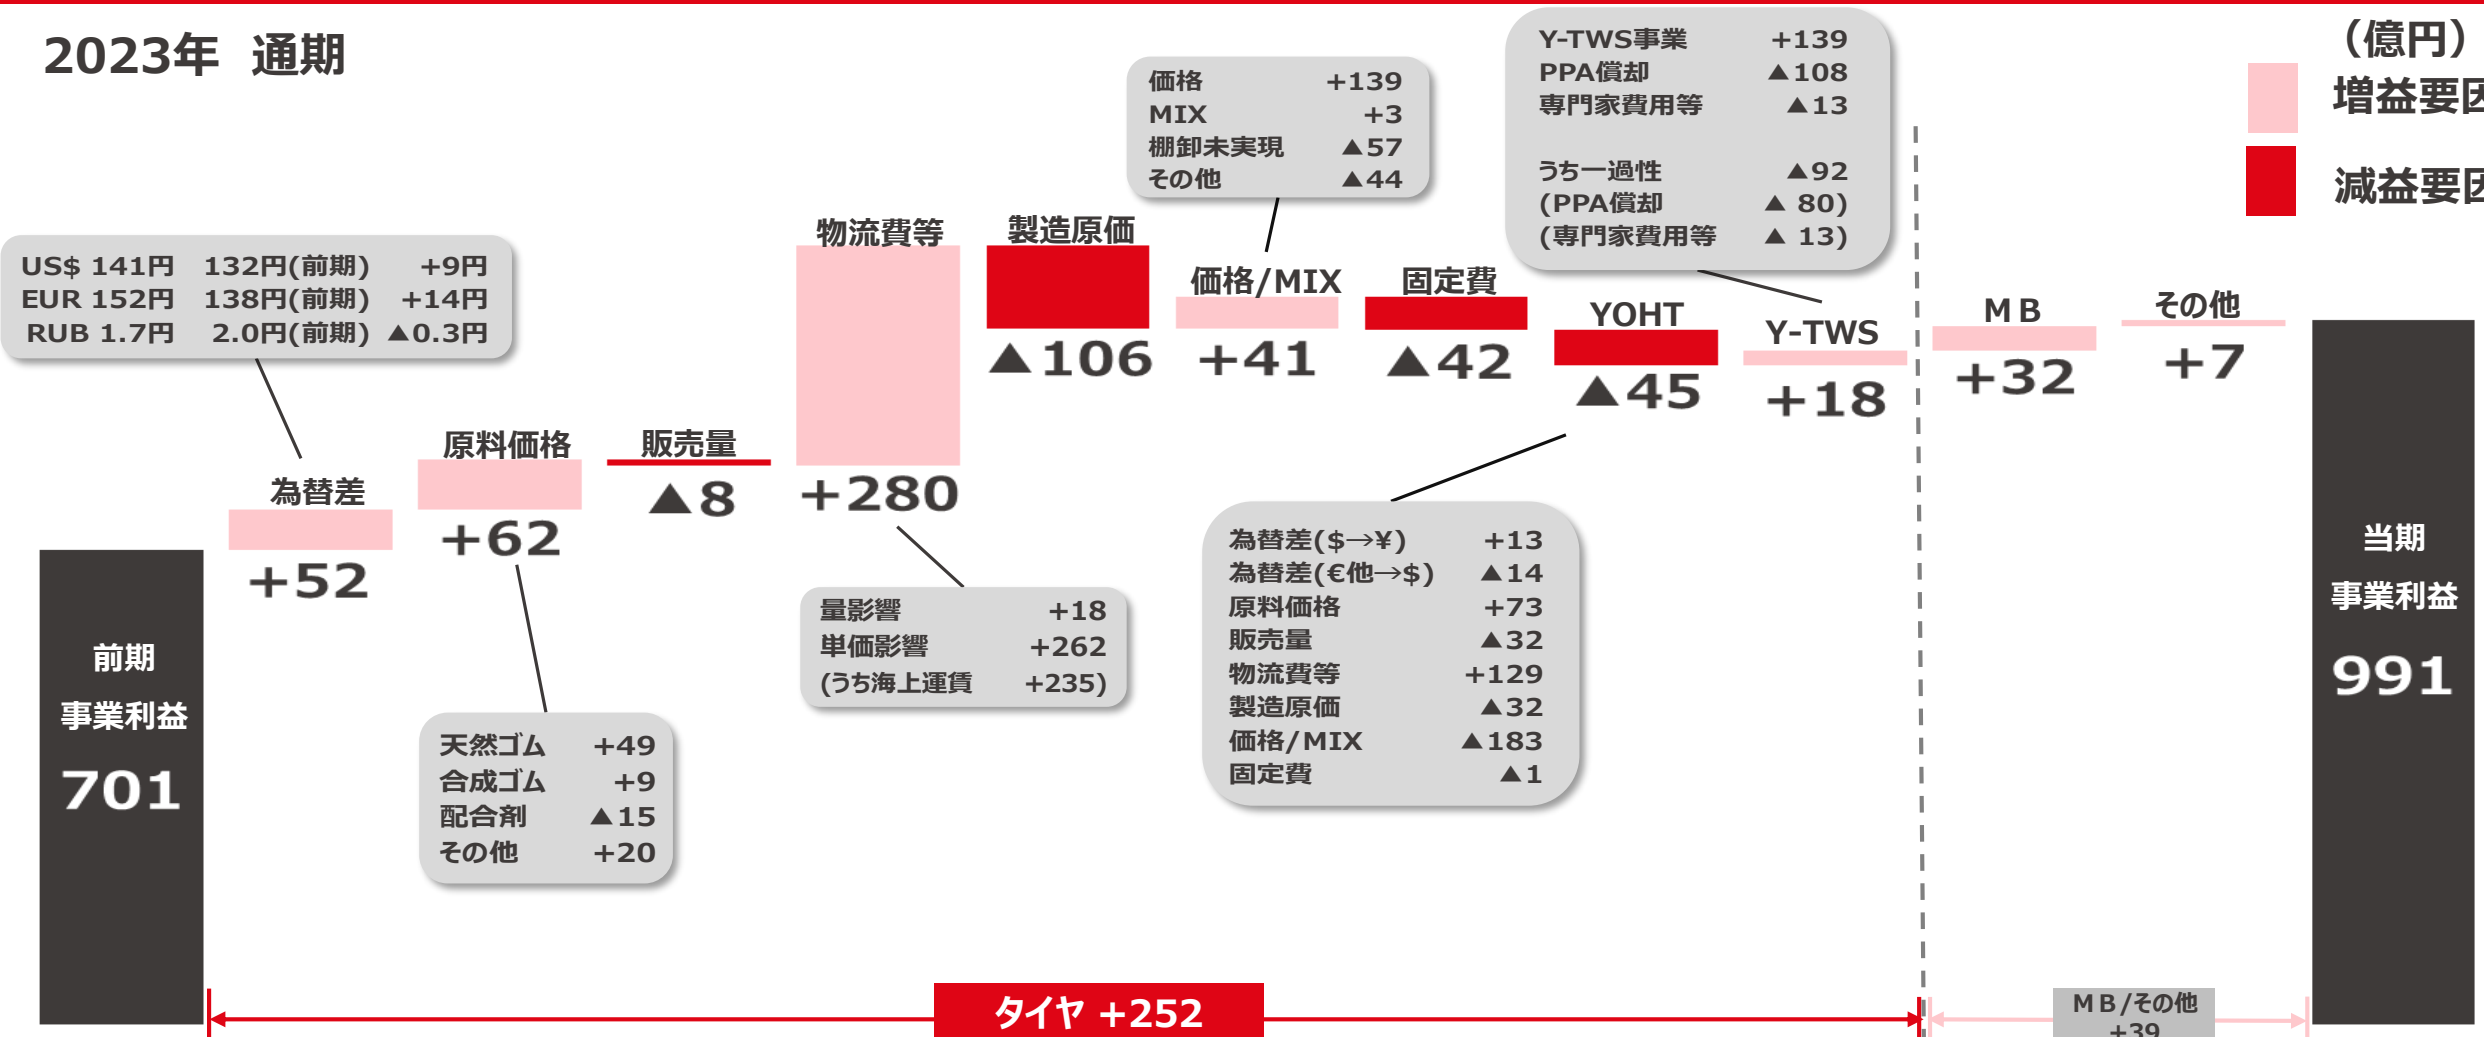 2023年 通期
(億円)
増益要因
減益要因
US$ 141円 132円(前期) +9円
EUR 152円 138円(前期) +14円
RUB 1.7円 2.0円(前期) ▲0.3円
価格 +139
MIX +3
棚卸未実現 ▲57
その他 ▲44
Y-TWS事業 +139
PPA償却 ▲108
専門家費用等 ▲13
うち一過性 ▲92
(PPA償却 ▲ 80)
(専門家費用等 ▲ 13)
前期
事業利益
701
為替差
+52
原料価格
+62
販売量
▲8
物流費等
+280
製造原価
▲106
価格/MIX
+41
固定費
▲42
YOHT
▲45
Y-TWS
+18
ＭＢ
+32
その他
+7
当期
事業利益
991
天然ゴム +49
合成ゴム +9
配合剤 ▲15
その他 +20
量影響 +18
単価影響 +262
(うち海上運賃 +235)
為替差($→¥) +13
為替差(€他→$) ▲14
原料価格 +73
販売量 ▲32
物流費等 +129
製造原価 ▲32
価格/MIX ▲183
固定費 ▲1
タイヤ +252
ＭＢ/その他
+39